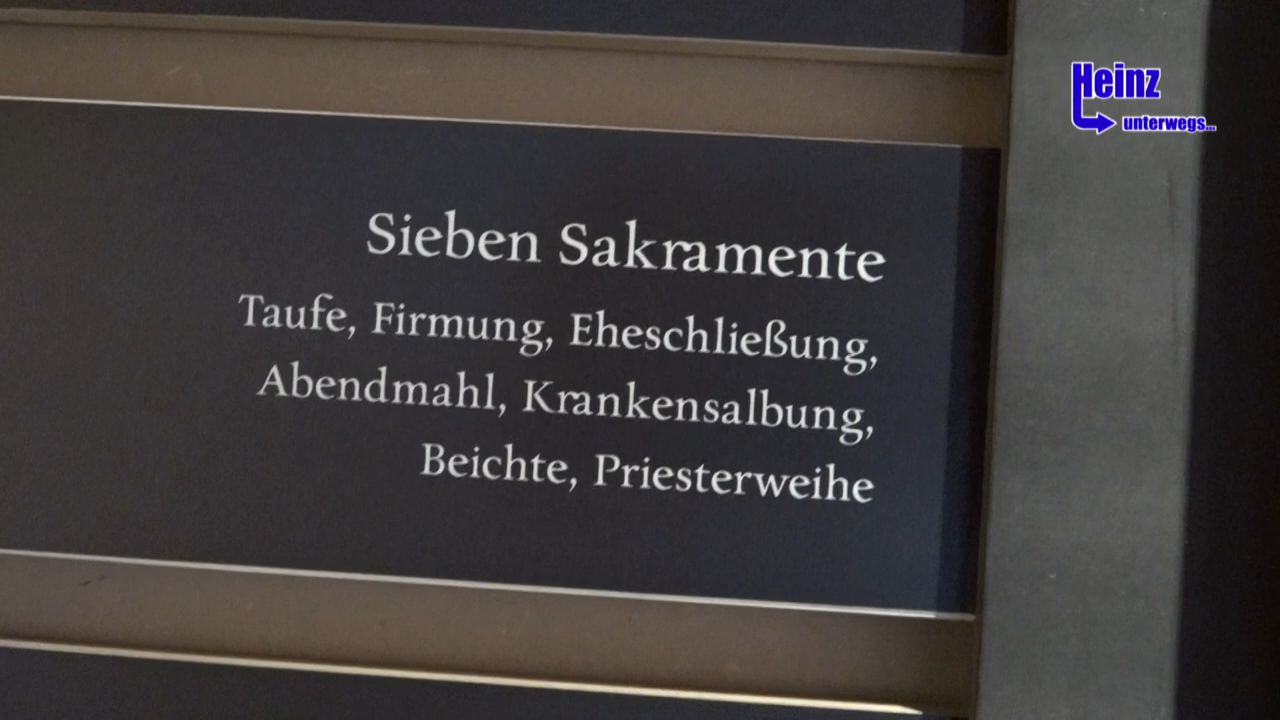 Heinz
unterwegs...
Sieben Sakramente
Taufe, Firmung, Eheschließung,
Abendmahl, Krankensalbung,
Beichte, Priesterweihe